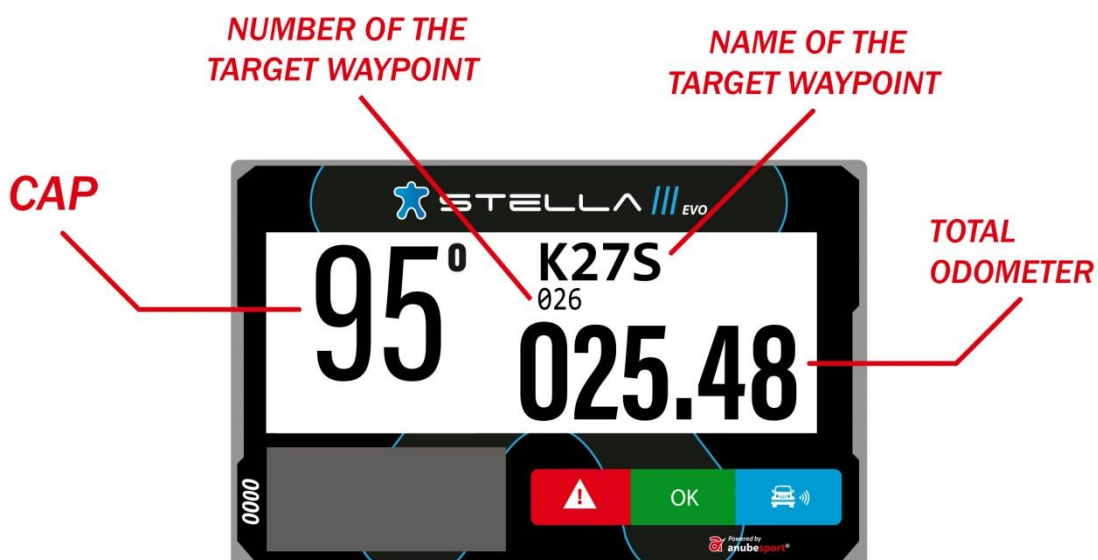 NUMBER OF THE
TARGET WAYPOINT
NAME OF THE
TARGET WAYPOINT
CAP
STELLA III EVO
TOTAL
ODOMETER
95°
K27S
026
025.48
0000
OK
Powered by
anubesport®